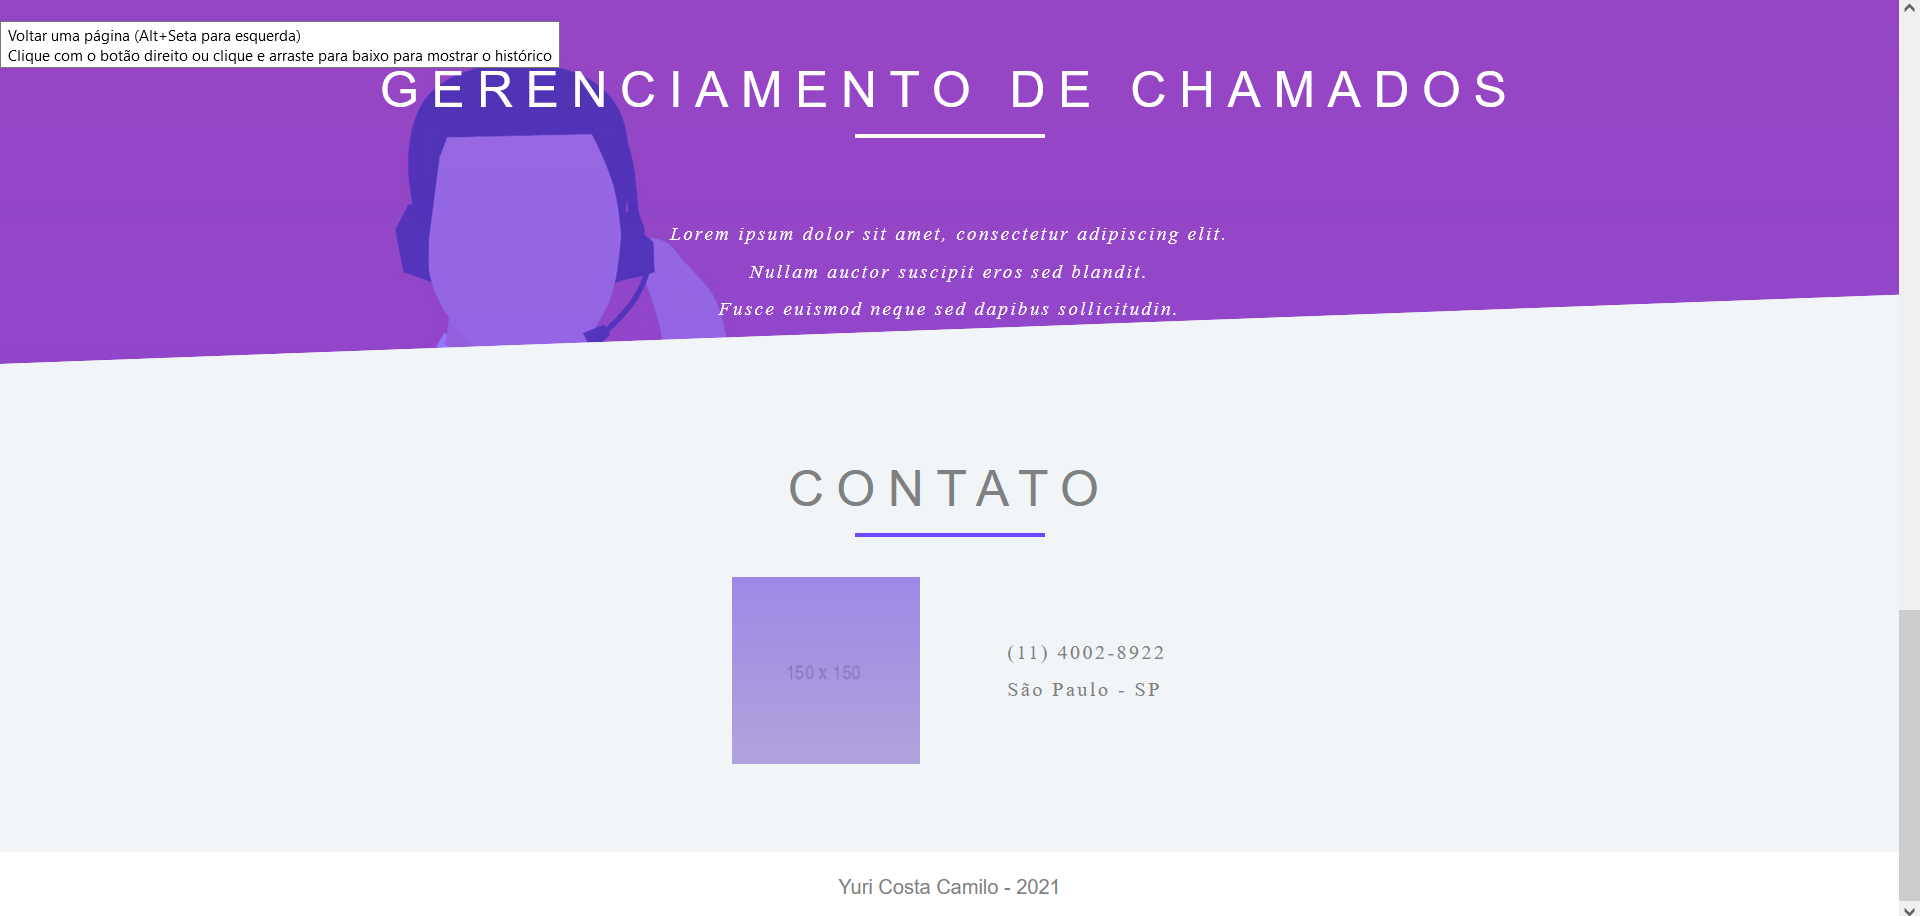 Voltar uma página (Alt+Seta para esquerda)
Clique com o botão direito ou clique e arraste para baixo para mostrar o histórico
GERENCIAMENTO DE CHAMADOS
Lorem ipsum dolor sit amet, consectetur adipiscing elit.
Nullam auctor suscipit eros sed blandit.
Fusce euismod neque sed dapibus sollicitudin.
CONTATO
150 x 150
(11) 4002-8922
São Paulo - SP
Yuri Costa Camilo - 2021